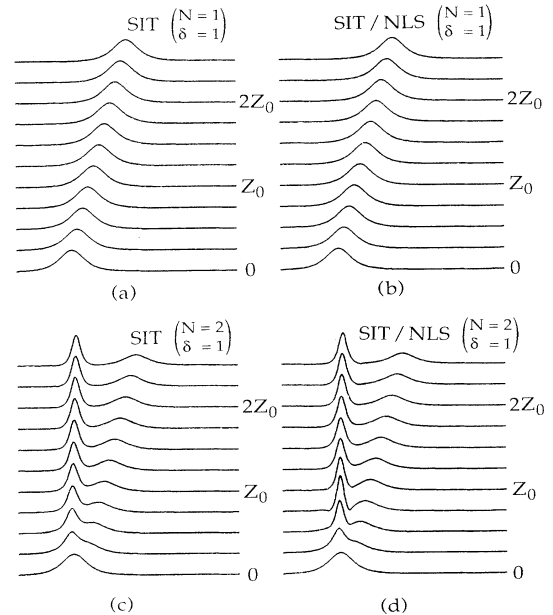 SIT (N = 1
δ = 1)
SIT / NLS (N = 1
δ = 1)
2Z₀
2Z₀
Z₀
Z₀
0
0
(a)
(b)
SIT (N = 2
δ = 1)
SIT / NLS (N = 2
δ = 1)
2Z₀
2Z₀
Z₀
Z₀
0
0
(c)
(d)